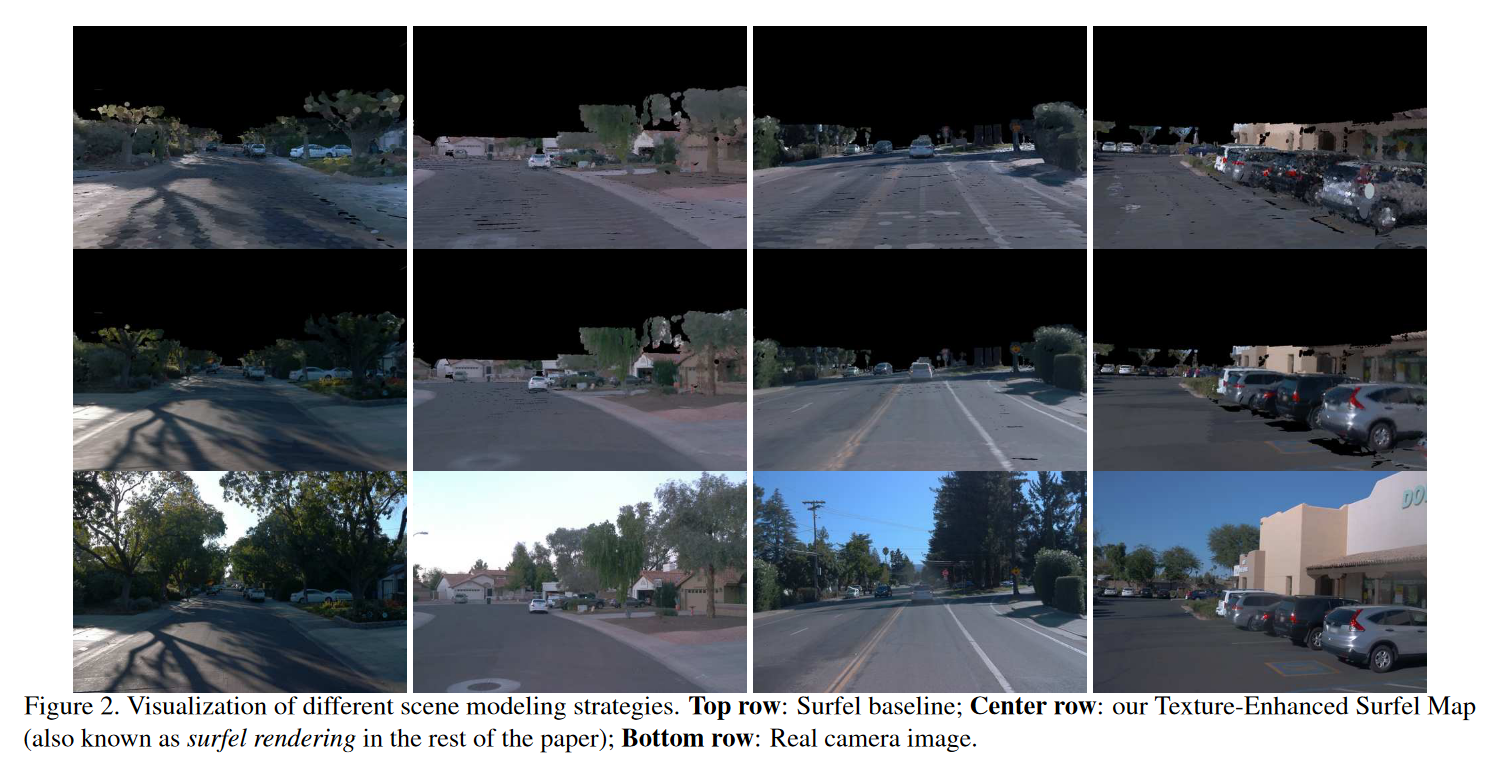 DO
Figure 2. Visualization of different scene modeling strategies. Top row: Surfel baseline; Center row: our Texture-Enhanced Surfel Map
(also known as surfel rendering in the rest of the paper); Bottom row: Real camera image.